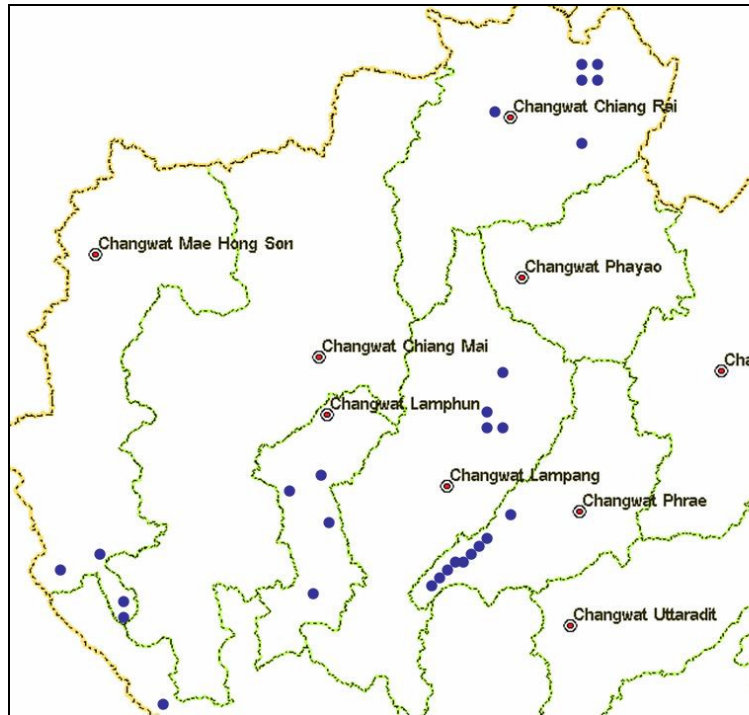 Changwat Chiang Rai
Changwat Mae Hong Son
Changwat Phayao
Changwat Chiang Mai
Cha
Changwat Lamphun
Changwat Lampang
Changwat Phrae
Changwat Uttaradit